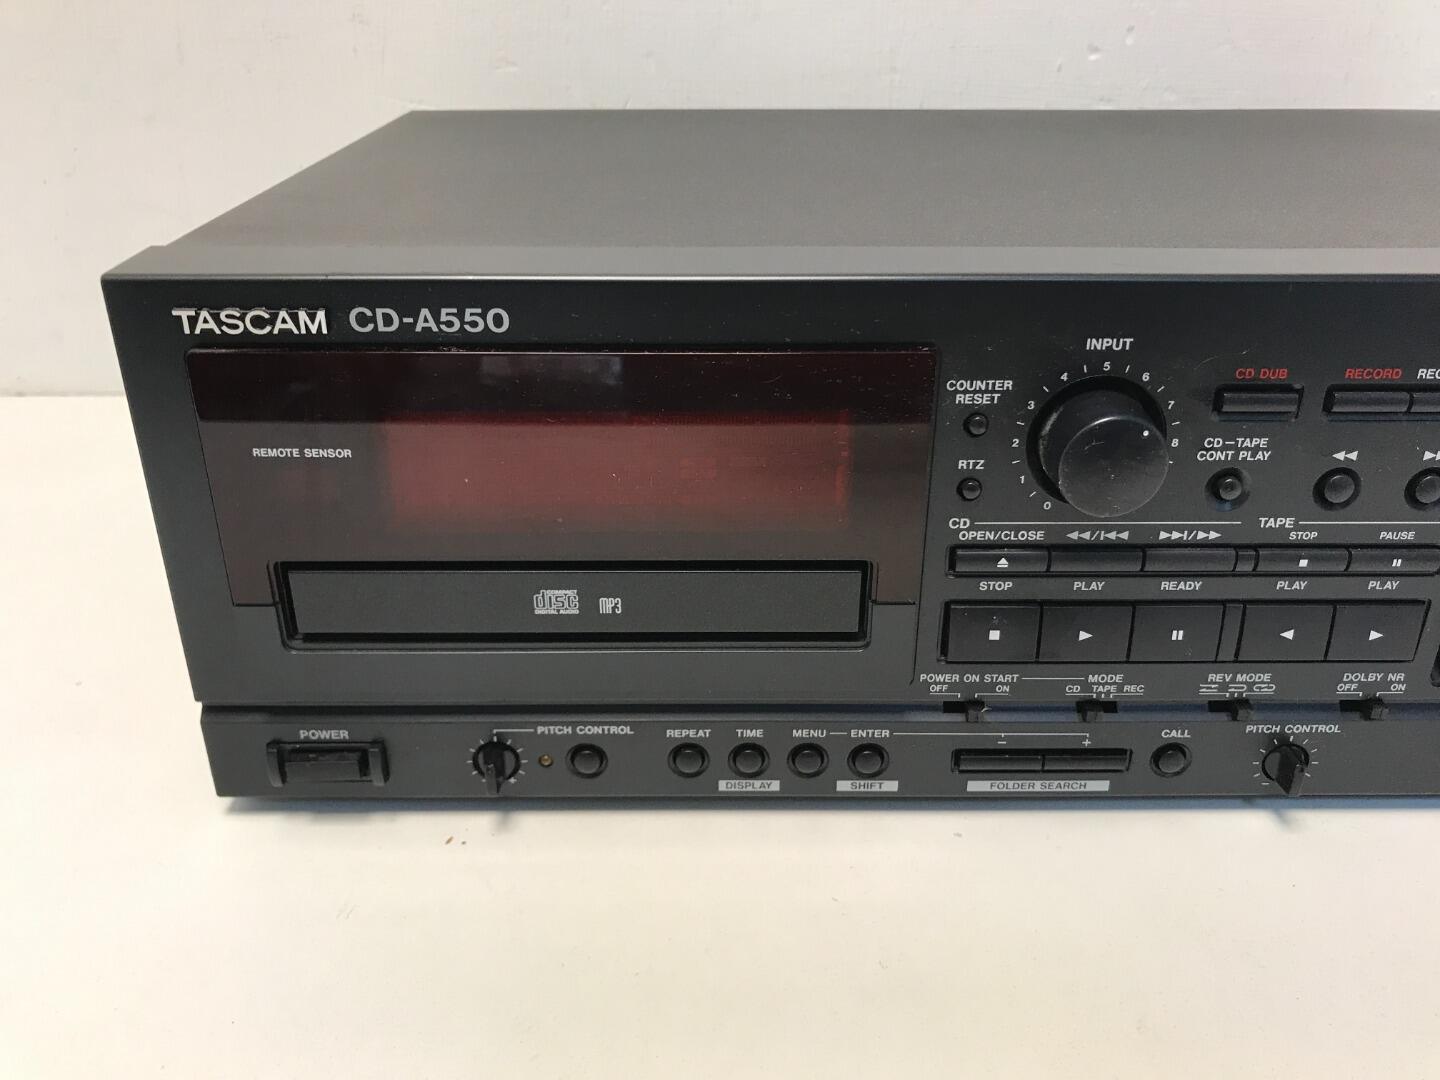 TASCAM CD-A550
REMOTE SENSOR
COMPACT
disc
DIGITAL AUDIO
MP3
COUNTER
RESET
RTZ
INPUT
0 1 2 3 4 5 6 7 8
CD DUB
RECORD
REC
CD-TAPE
CONT PLAY
CD
OPEN/CLOSE
TAPE
STOP
PAUSE
STOP
PLAY
READY
PLAY
PLAY
POWER ON START
OFF
ON
MODE
CD TAPE REC
REV MODE
DOLBY NR
OFF
ON
POWER
PITCH CONTROL
REPEAT
TIME
DISPLAY
MENU
ENTER
SHIFT
- +
FOLDER SEARCH
CALL
PITCH CONTROL